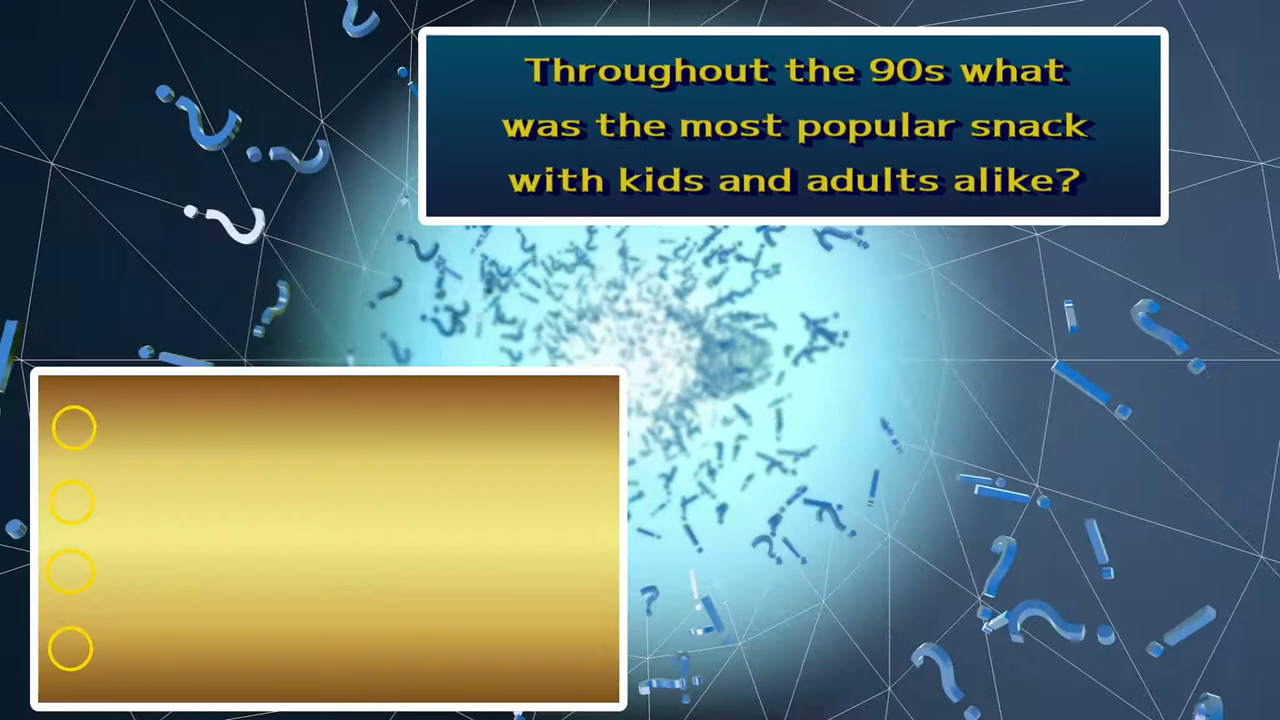 Throughout the 90s what
was the most popular snack
with kids and adults alike?